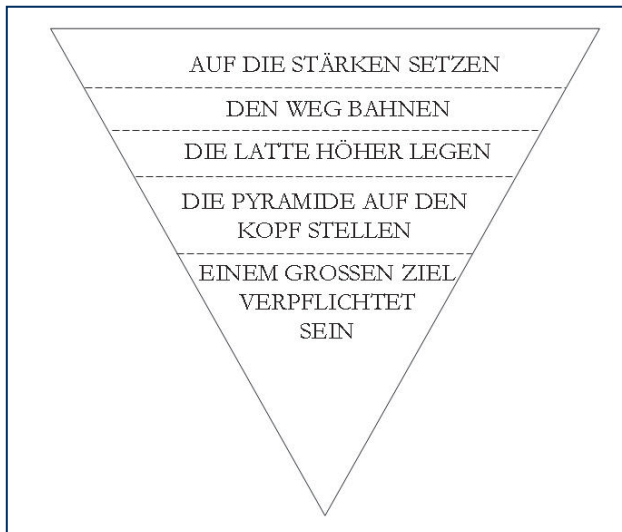 AUF DIE STÄRKEN SETZEN
DEN WEG BAHNEN
DIE LATTE HÖHER LEGEN
DIE PYRAMIDE AUF DEN
KOPF STELLEN
EINEM GROSSEN ZIEL
VERPFLICHTET
SEIN